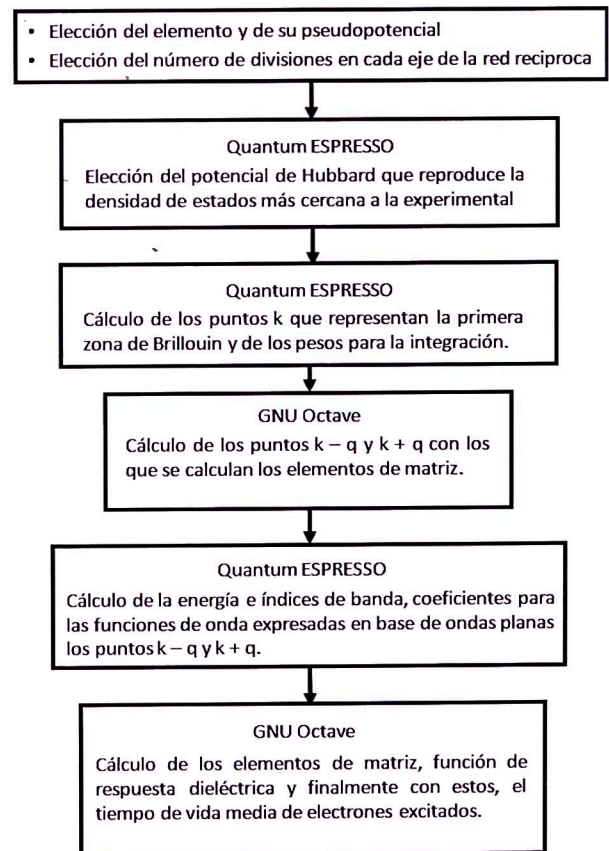 • Elección del elemento y de su pseudopotencial
• Elección del número de divisiones en cada eje de la red reciproca
Quantum ESPRESSO
Elección del potencial de Hubbard que reproduce la
densidad de estados más cercana a la experimental
Quantum ESPRESSO
Cálculo de los puntos k que representan la primera
zona de Brillouin y de los pesos para la integración.
GNU Octave
Cálculo de los puntos k – q y k + q con los
que se calculan los elementos de matriz.
Quantum ESPRESSO
Cálculo de la energía e índices de banda, coeficientes para
las funciones de onda expresadas en base de ondas planas
los puntos k – q y k + q.
GNU Octave
Cálculo de los elementos de matriz, función de
respuesta dieléctrica y finalmente con estos, el
tiempo de vida media de electrones excitados.